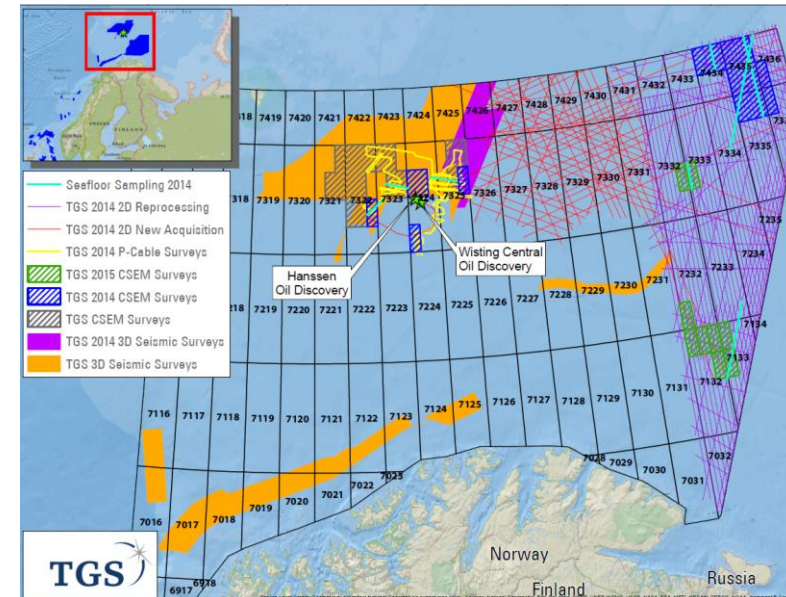 FINLAND
Seafloor Sampling 2014
TGS 2014 2D Reprocessing
TGS 2014 2D New Acquisition
TGS 2014 P-Cable Surveys
TGS 2015 CSEM Surveys
TGS 2014 CSEM Surveys
TGS CSEM Surveys
TGS 2014 3D Seismic Surveys
TGS 3D Seismic Surveys
7419 7420 7421 7422 7423 7424 7425 7426 7427 7428 7429 7430 7431 7432 7433 7434 7435 7436
7319 7320 7321 7323 7326 7327 7328 7329 7330 7331 7332 7333 7334 7335
Hanssen
Oil Discovery
Wisting Central
Oil Discovery
7219 7220 7221 7222 7223 7224 7225 7226 7227 7228 7229 7230 7231 7232 7233 7234 7235
7116 7117 7118 7119 7120 7121 7122 7123 7124 7125 7126 7127 7128 7129 7130 7131 7132 7133 7134
7016 7017 7018 7019 7020 7021 7022 7023 7028 7029 7030 7031 7032
6917 6918
TGS
Norway
Finland
Russia